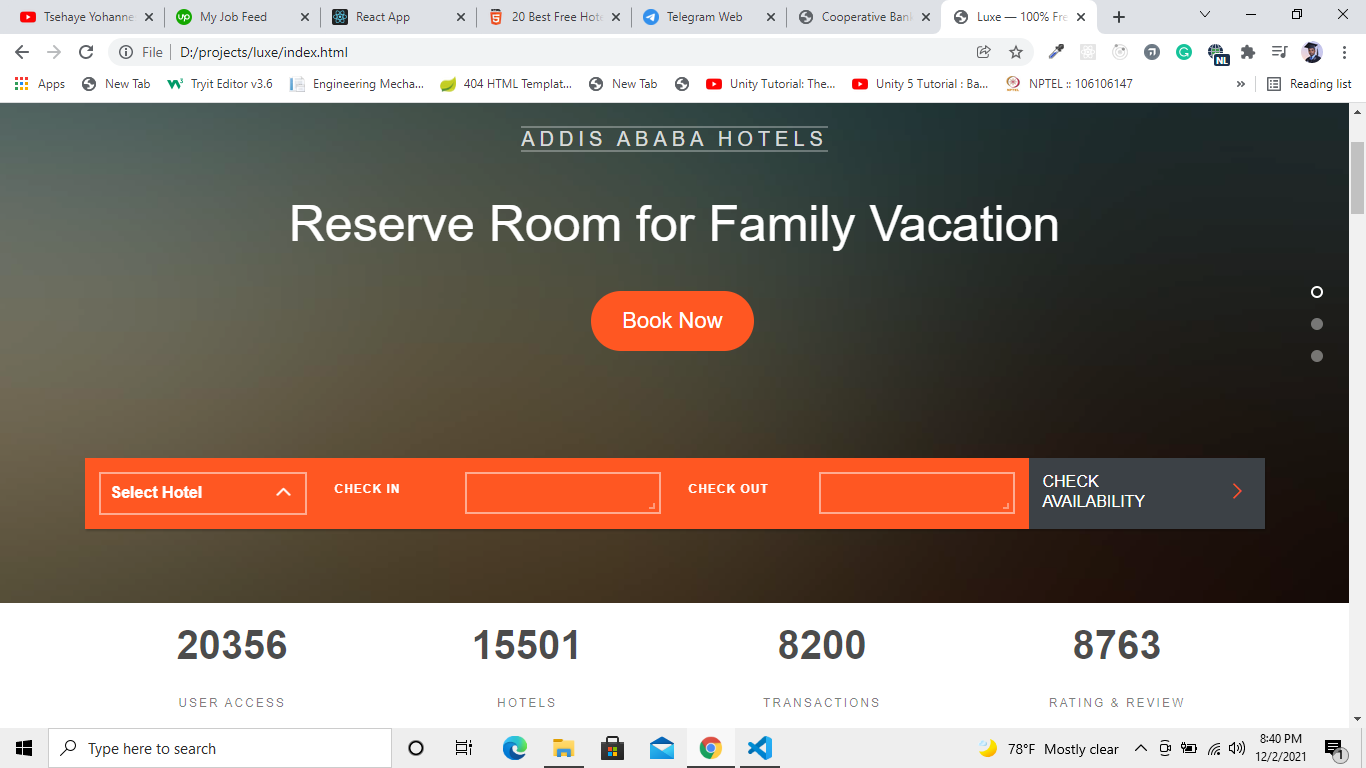 Tsehaye Yohanne
My Job Feed
React App
20 Best Free Hote
Telegram Web
Cooperative Bank
Luxe — 100% Fre
File
D:/projects/luxe/index.html
NL
Apps
New Tab
Tryit Editor v3.6
Engineering Mecha...
404 HTML Templat...
New Tab
Unity Tutorial: The...
Unity 5 Tutorial : Ba...
NPTEL :: 106106147
»
Reading list
ADDIS ABABA HOTELS
Reserve Room for Family Vacation
Book Now
Select Hotel
CHECK IN
CHECK OUT
CHECK
AVAILABILITY
20356
15501
8200
8763
USER ACCESS
HOTELS
TRANSACTIONS
RATING & REVIEW
Type here to search
78°F Mostly clear
8:40 PM
12/2/2021
1